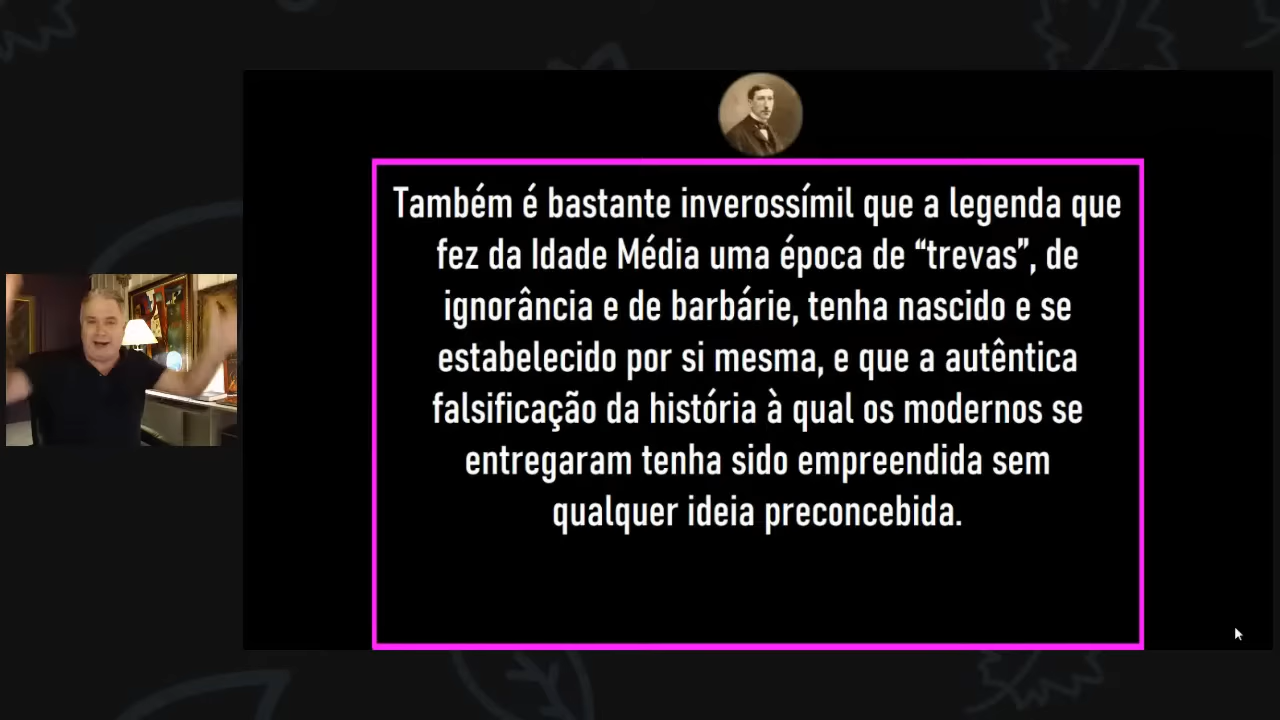 Também é bastante inverossímil que a legenda que
fez da Idade Média uma época de “trevas”, de
ignorância e de barbárie, tenha nascido e se
estabelecido por si mesma, e que a autêntica
falsificação da história à qual os modernos se
entregaram tenha sido empreendida sem
qualquer ideia preconcebida.